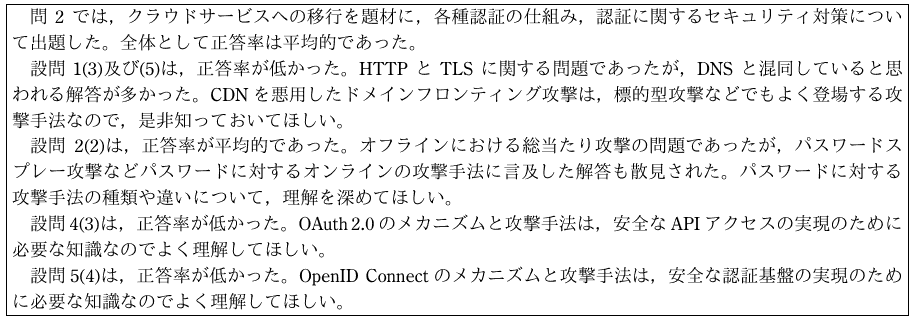 問 2 では，クラウドサービスへの移行を題材に，各種認証の仕組み，認証に関するセキュリティ対策につい
て出題した。全体として正答率は平均的であった。
設問 1(3)及び(5)は，正答率が低かった。HTTP と TLS に関する問題であったが，DNS と混同していると思
われる解答が多かった。CDN を悪用したドメインフロンティング攻撃は，標的型攻撃などでもよく登場する攻
撃手法なので，是非知っておいてほしい。
設問 2(2)は，正答率が平均的であった。オフラインにおける総当たり攻撃の問題であったが，パスワードス
プレー攻撃などパスワードに対するオンラインの攻撃手法に言及した解答も散見された。パスワードに対する
攻撃手法の種類や違いについて，理解を深めてほしい。
設問 4(3)は，正答率が低かった。OAuth 2.0 のメカニズムと攻撃手法は，安全な API アクセスの実現のために
必要な知識なのでよく理解してほしい。
設問 5(4)は，正答率が低かった。OpenID Connect のメカニズムと攻撃手法は，安全な認証基盤の実現のため
に必要な知識なのでよく理解してほしい。